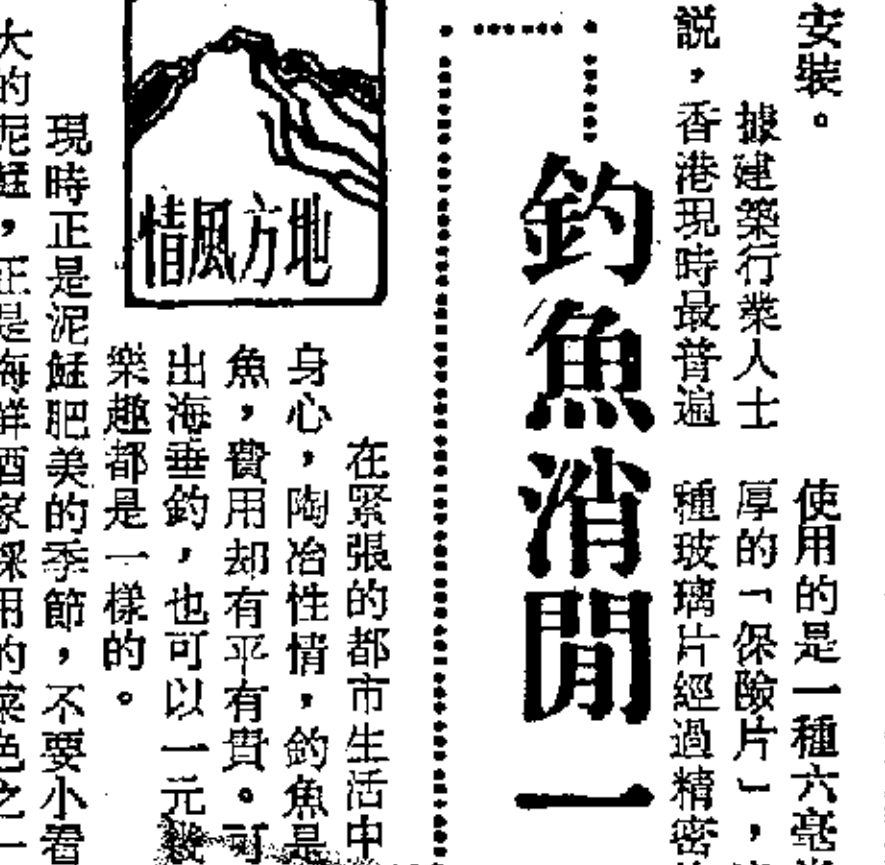 安裝。
據建築行業人士
説，香港現時最普遍
使用的是一種六毫
厚的「保險片」，
種玻璃片經過精密
釣魚消閒一
地方風情
在緊張的都市生活中
身心，陶冶性情，釣魚是
魚，費用却有平有貴。可
出海垂釣，也可以一元幾
樂趣都是一樣的。
現時正是泥鯭肥美的季節，不要小看
大的泥鯭，正是海鮮酒家採用的菜色之一